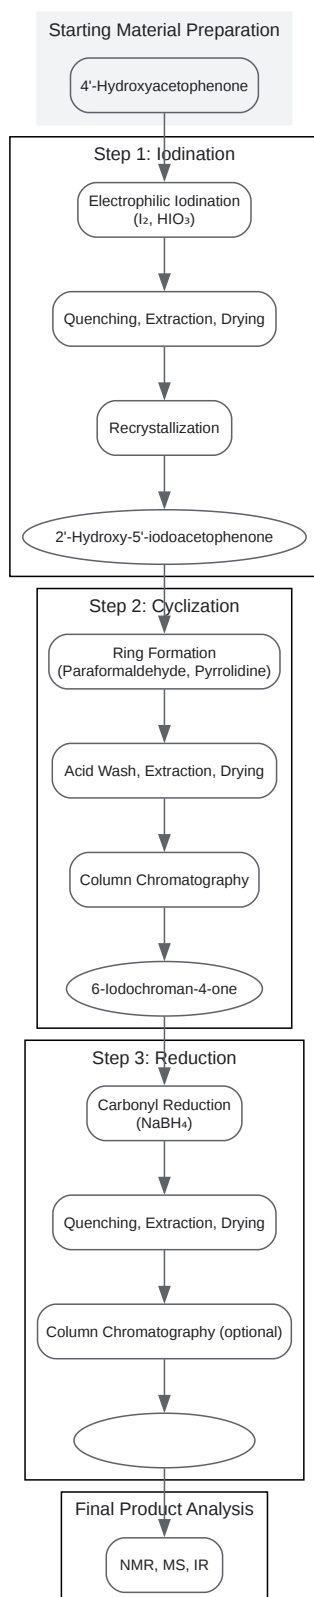 Starting Material Preparation
4'-Hydroxyacetophenone
Step 1: Iodination
Electrophilic Iodination
(I₂, HIO₃)
Quenching, Extraction, Drying
Recrystallization
2'-Hydroxy-5'-iodoacetophenone
Step 2: Cyclization
Ring Formation
(Paraformaldehyde, Pyrrolidine)
Acid Wash, Extraction, Drying
Column Chromatography
6-Iodochroman-4-one
Step 3: Reduction
Carbonyl Reduction
(NaBH₄)
Quenching, Extraction, Drying
Column Chromatography (optional)
Final Product Analysis
NMR, MS, IR